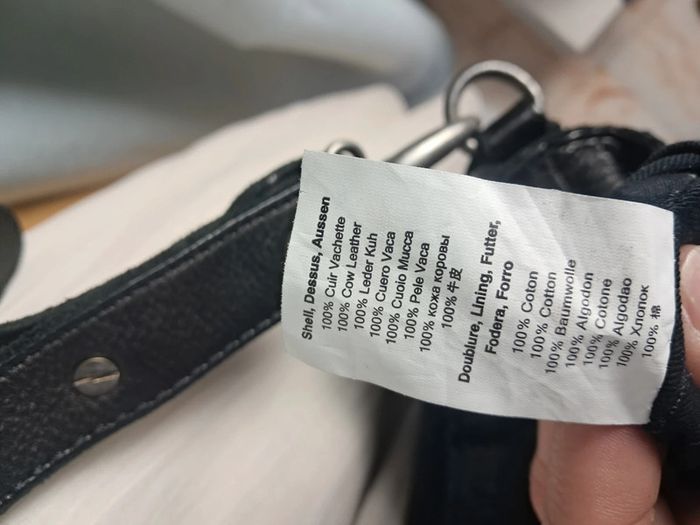 Shell, Dessus, Aussen
100% Cuir Vachette
100% Cow Leather
100% Leder Kuh
100% Cuero Vaca
100% Cuoio Mucca
100% Pele Vaca
100% кожа коровы
100% 牛皮
Doublure, Lining, Futter,
Fodera, Forro
100% Coton
100% Cotton
100% Baumwolle
100% Algodon
100% Cotone
100% Algodao
100% Хлопок
100% 棉